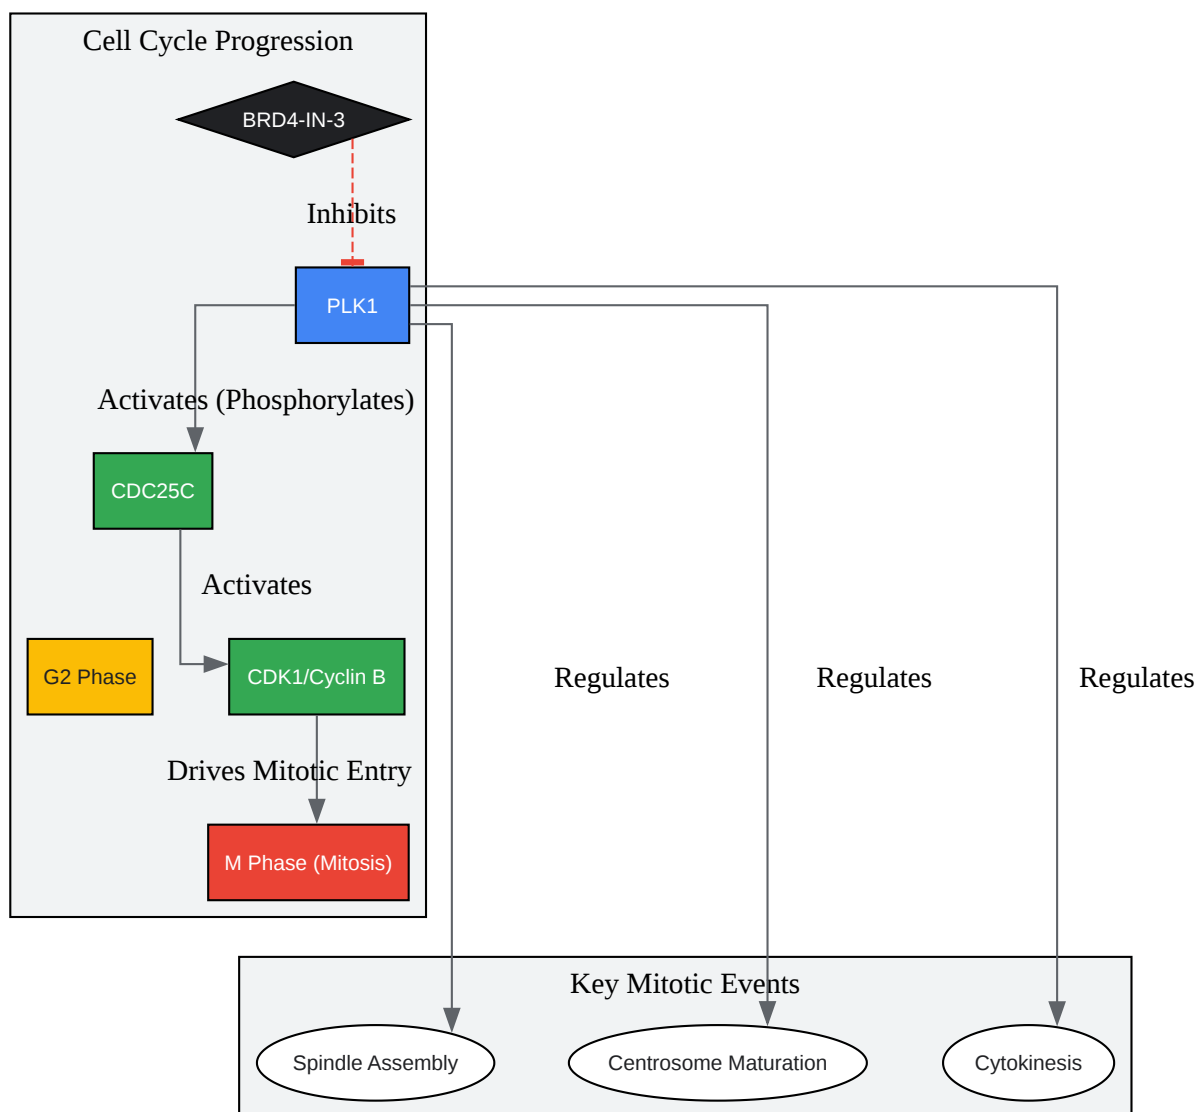 Cell Cycle Progression
BRD4-IN-3
Inhibits
PLK1
Activates (Phosphorylates)
CDC25C
Activates
G2 Phase
CDK1/Cyclin B
Regulates
Regulates
Regulates
Drives Mitotic Entry
M Phase (Mitosis)
Key Mitotic Events
Spindle Assembly
Centrosome Maturation
Cytokinesis